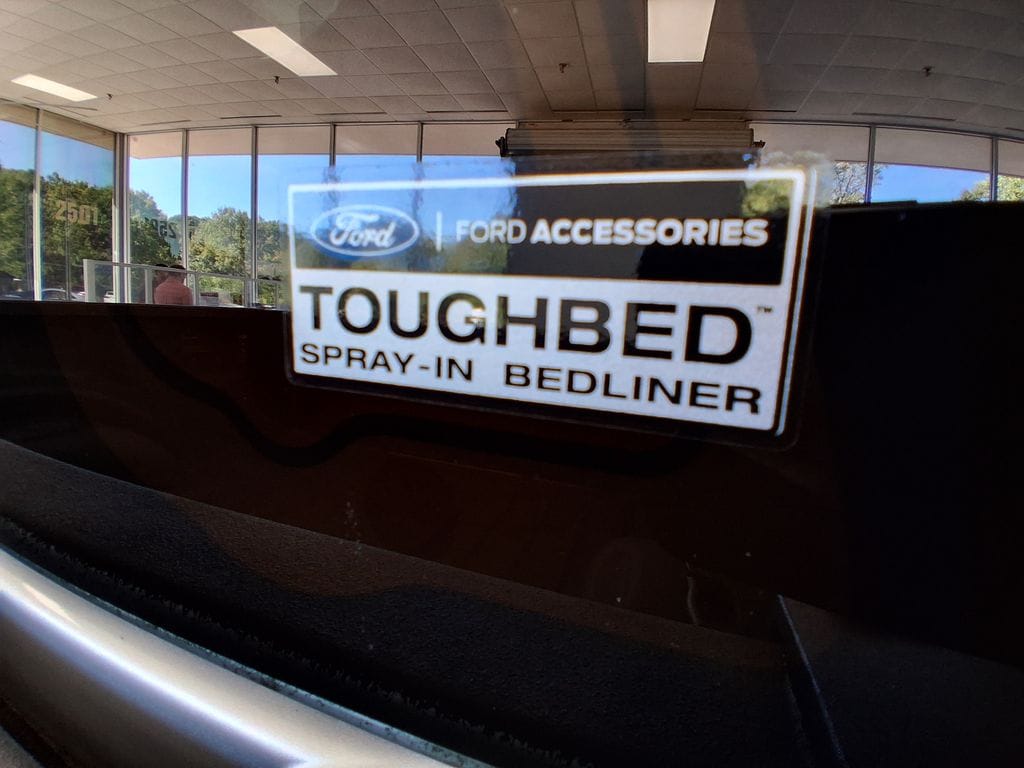 2501
Ford | FORD ACCESSORIES
TOUGHBED™
SPRAY-IN BEDLINER